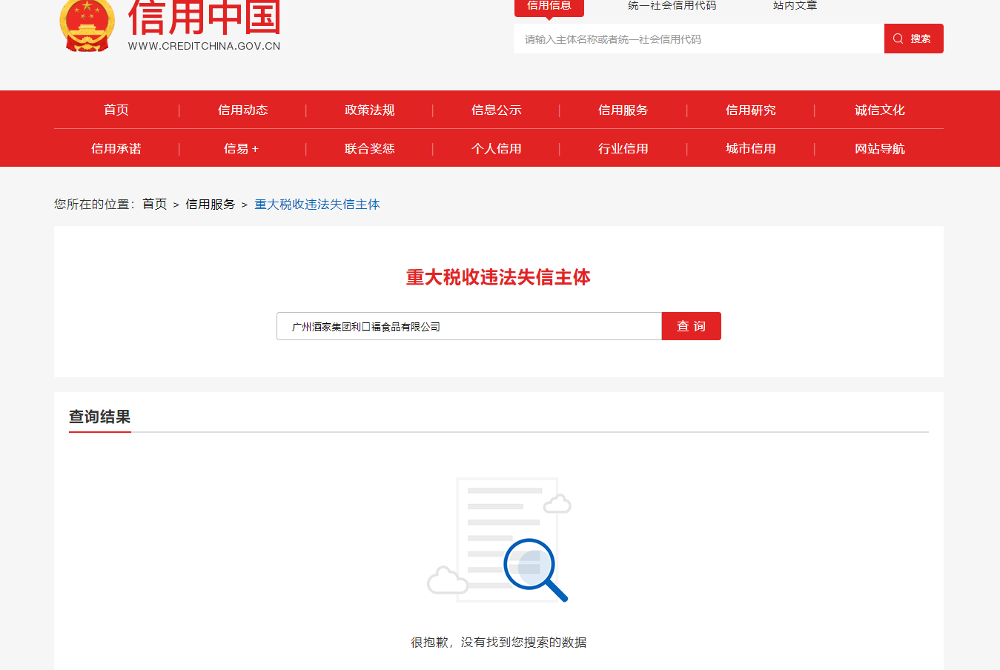 信用中国
WWW.CREDITCHINA.GOV.CN
信用信息 统一社会信用代码 站内文章
请输入主体名称或者统一社会信用代码 搜索
首页 | 信用动态 | 政策法规 | 信息公示 | 信用服务 | 信用研究 | 诚信文化
信用承诺 | 信易+ | 联合奖惩 | 个人信用 | 行业信用 | 城市信用 | 网站导航
您所在的位置：首页 > 信用服务 > 重大税收违法失信主体
重大税收违法失信主体
广州酒家集团利口福食品有限公司 查 询
查询结果
很抱歉，没有找到您搜索的数据